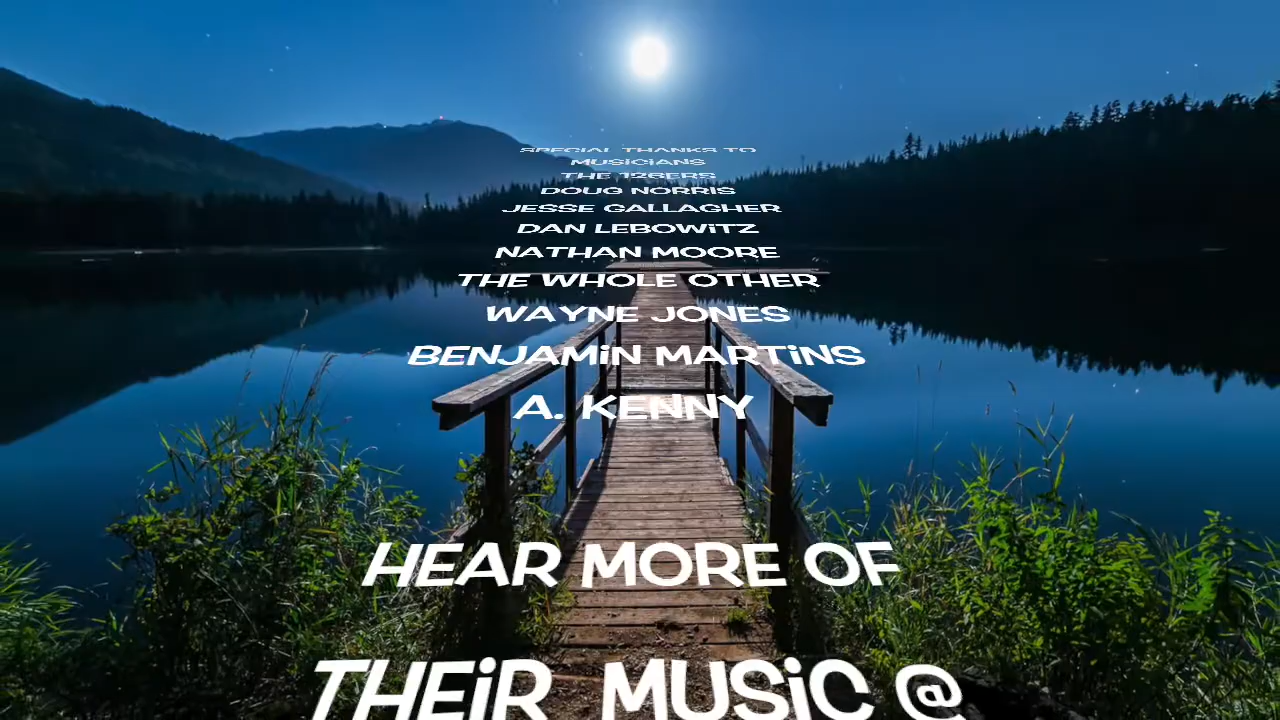 SPECIAL THANKS TO
MUSiCiANS
THE 126ERS
DOUG NORRiS
JESSE GALLAGHER
DAN LEBOWiTZ
NATHAN MOORE
THE WHOLE OTHER
WAYNE JONES
BENJAMiN MARTiNS
A. KENNY
HEAR MORE OF
THEiR MUSiC @